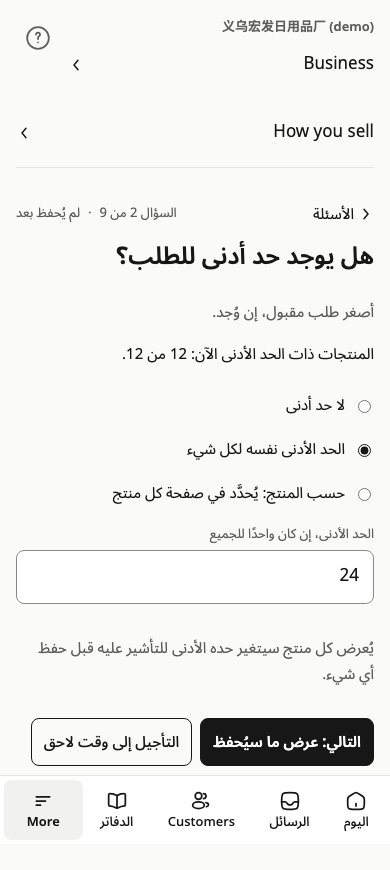 义乌宏发日用品厂 (demo)
Business
How you sell
الأسئلة
السؤال 2 من 9 · لم يُحفظ بعد
هل يوجد حد أدنى للطلب؟
أصغر طلب مقبول، إن وُجد.
المنتجات ذات الحد الأدنى الآن: 12 من 12.
لا حد أدنى
الحد الأدنى نفسه لكل شيء
حسب المنتج: يُحدَّد في صفحة كل منتج
الحد الأدنى، إن كان واحدًا للجميع
24
يُعرض كل منتج سيتغير حده الأدنى للتأشير عليه قبل حفظ
أي شيء.
التالي: عرض ما سيُحفظ
التأجيل إلى وقت لاحق
اليوم
الرسائل
Customers
الدفاتر
More